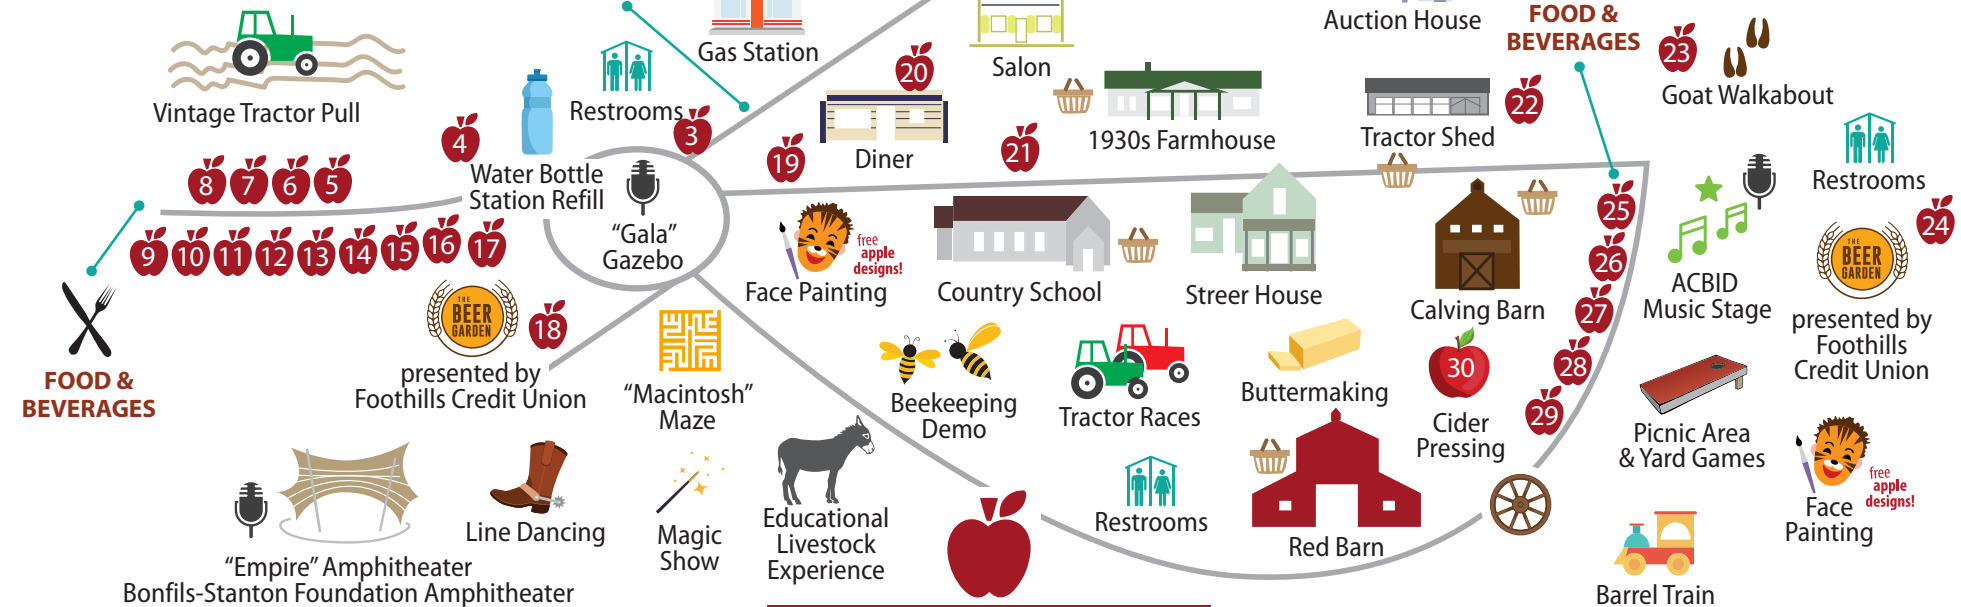 Auction House
FOOD &
BEVERAGES
23
Gas Station
Salon
20
Goat Walkabout
Vintage Tractor Pull
Restrooms
3
22
4
1930s Farmhouse
Tractor Shed
19
Diner
21
8
7
6
5
Water Bottle
Station Refill
Restrooms
25
24
9
10
11
12
13
14
15
16
17
"Gala"
Gazebo
free
apple
designs!
Face Painting
Country School
Streer House
Calving Barn
26
27
28
29
ACBID
Music Stage
THE
BEER
GARDEN
presented by
Foothills
Credit Union
THE
BEER
GARDEN
18
presented by
Foothills Credit Union
FOOD &
BEVERAGES
"Macintosh"
Maze
Beekeeping
Demo
Tractor Races
Buttermaking
30
Cider
Pressing
Picnic Area
& Yard Games
free
apple
designs!
Face
Painting
Line Dancing
Magic
Show
Educational
Livestock
Experience
Restrooms
Red Barn
"Empire" Amphitheater
Bonfils-Stanton Foundation Amphitheater
Barrel Train